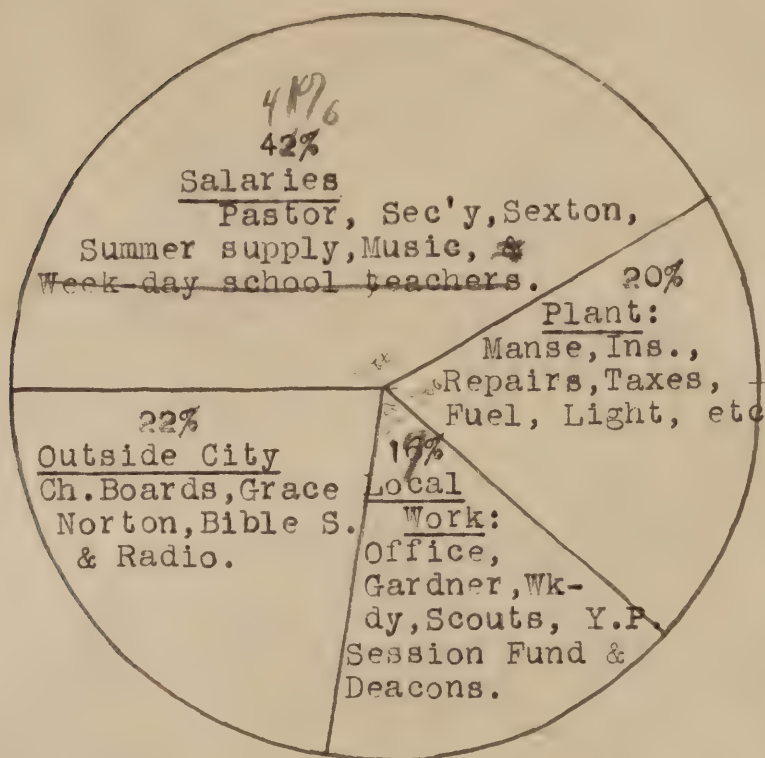 41%
42%
Salaries
Pastor, Sec'y,Sexton,
Summer supply,Music, &
Week-day school teachers.
20%
Plant:
Manse,Ins.,
Repairs,Taxes,
Fuel, Light, etc
22%
Outside City
Ch.Boards,Grace
Norton,Bible S.
& Radio.
Local
Work:
Office,
Gardner,Wk-
dy,Scouts, Y.P.
Session Fund &
Deacons.